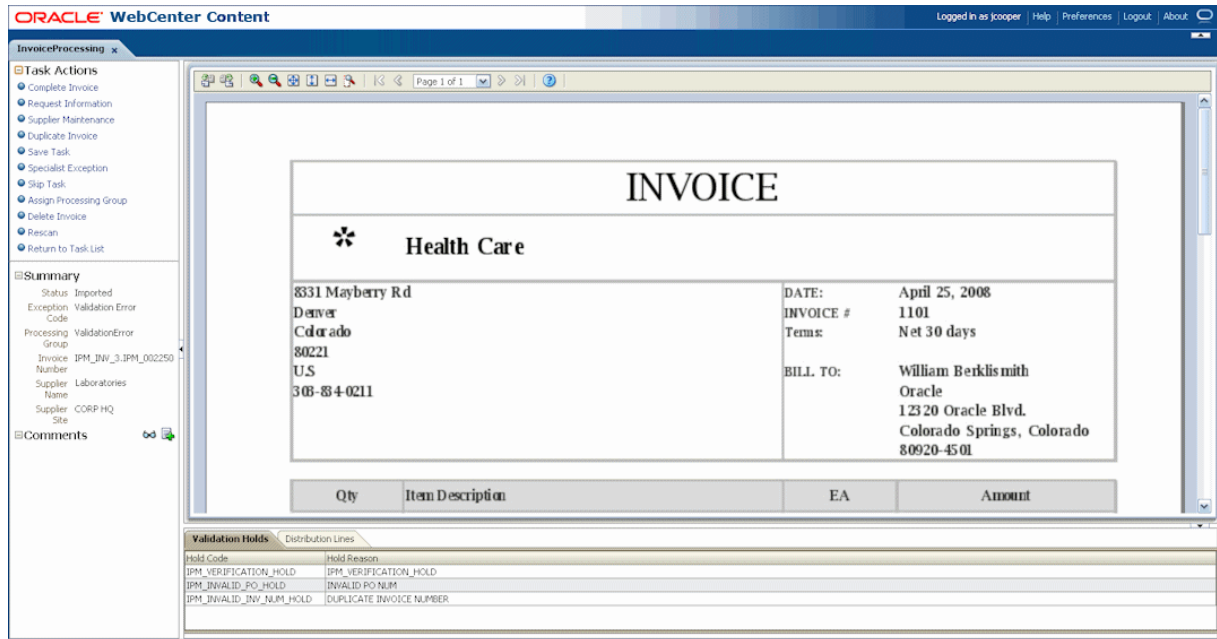 ORACLE WebCenter Content
Logged in as jcooper Help Preferences Logout About
InvoiceProcessing x
Task Actions
Complete Invoice
Request Information
Supplier Maintenance
Duplicate Invoice
Save Task
Specialist Exception
Skip Task
Assign Processing Group
Delete Invoice
Rescan
Return to Task List
Summary
Status Imported
Exception Code Validation Error
Processing Group ValidationError
Invoice Number IPM_INV_3.IPM_002250
Supplier Name Laboratories
Supplier Site CORP HQ
Comments
Page 1 of 1
INVOICE
* Health Care
8331 Mayberry Rd
Denver
Colorado
80221
U.S
303-834-0211
DATE: April 25, 2008
INVOICE # 1101
Terms: Net 30 days
BILL TO: William Berklismith
Oracle
12320 Oracle Blvd.
Colorado Springs, Colorado
80920-4501
Qty Item Description EA Amount
Validation Holds Distribution Lines
Hold Code Hold Reason
IPM_VERIFICATION_HOLD IPM_VERIFICATION_HOLD
IPM_INVALID_PO_HOLD INVALID PO NUM
IPM_INVALID_INV_NUM_HOLD DUPLICATE INVOICE NUMBER